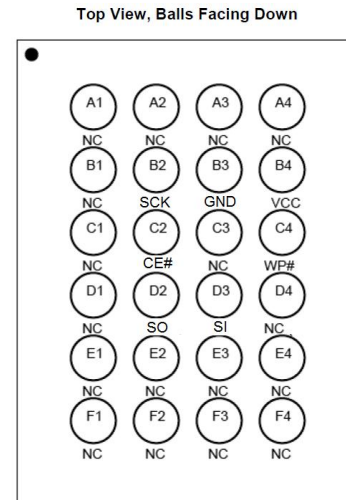 Top View, Balls Facing Down
A1 A2 A3 A4
NC NC NC NC
B1 B2 B3 B4
NC SCK GND VCC
C1 C2 C3 C4
NC CE# NC WP#
D1 D2 D3 D4
NC SO SI NC
E1 E2 E3 E4
NC NC NC NC
F1 F2 F3 F4
NC NC NC NC